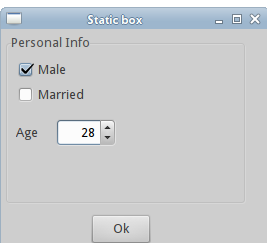 Static box
Personal Info
Male
Married
Age 28
Ok